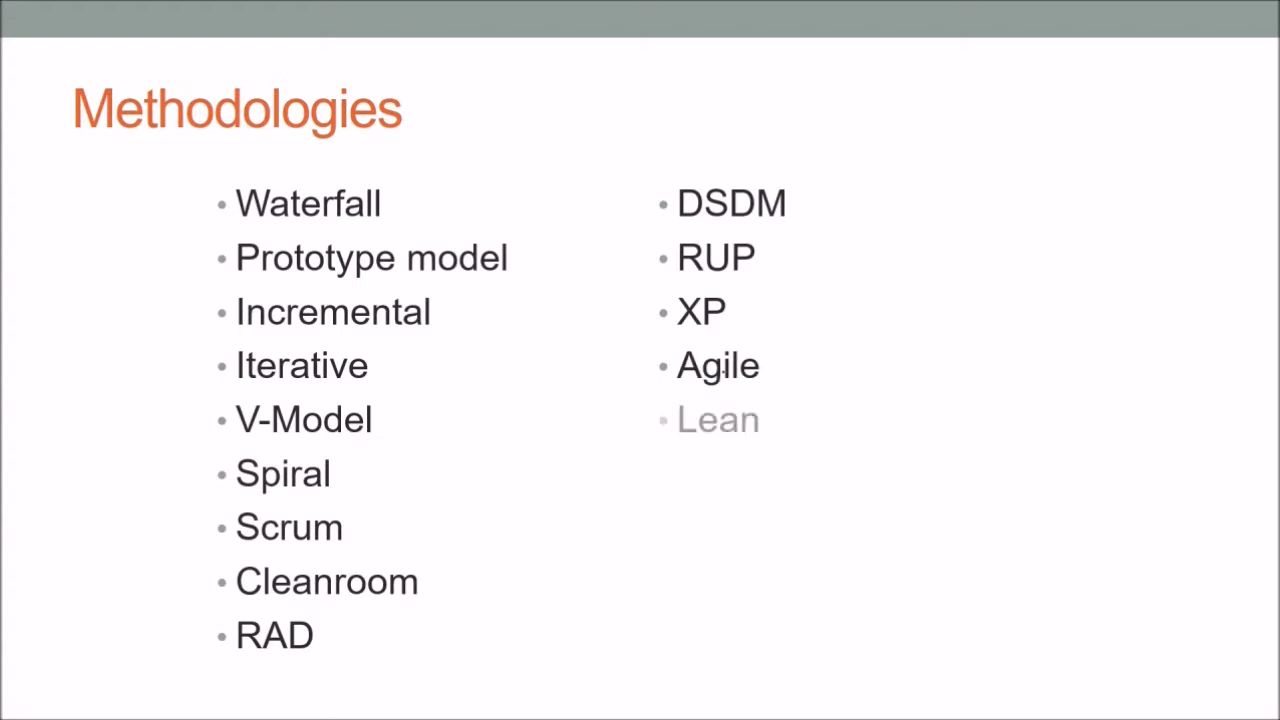 Methodologies
• Waterfall
• Prototype model
• Incremental
• Iterative
• V-Model
• Spiral
• Scrum
• Cleanroom
• RAD
• DSDM
• RUP
• XP
• Agile
• Lean